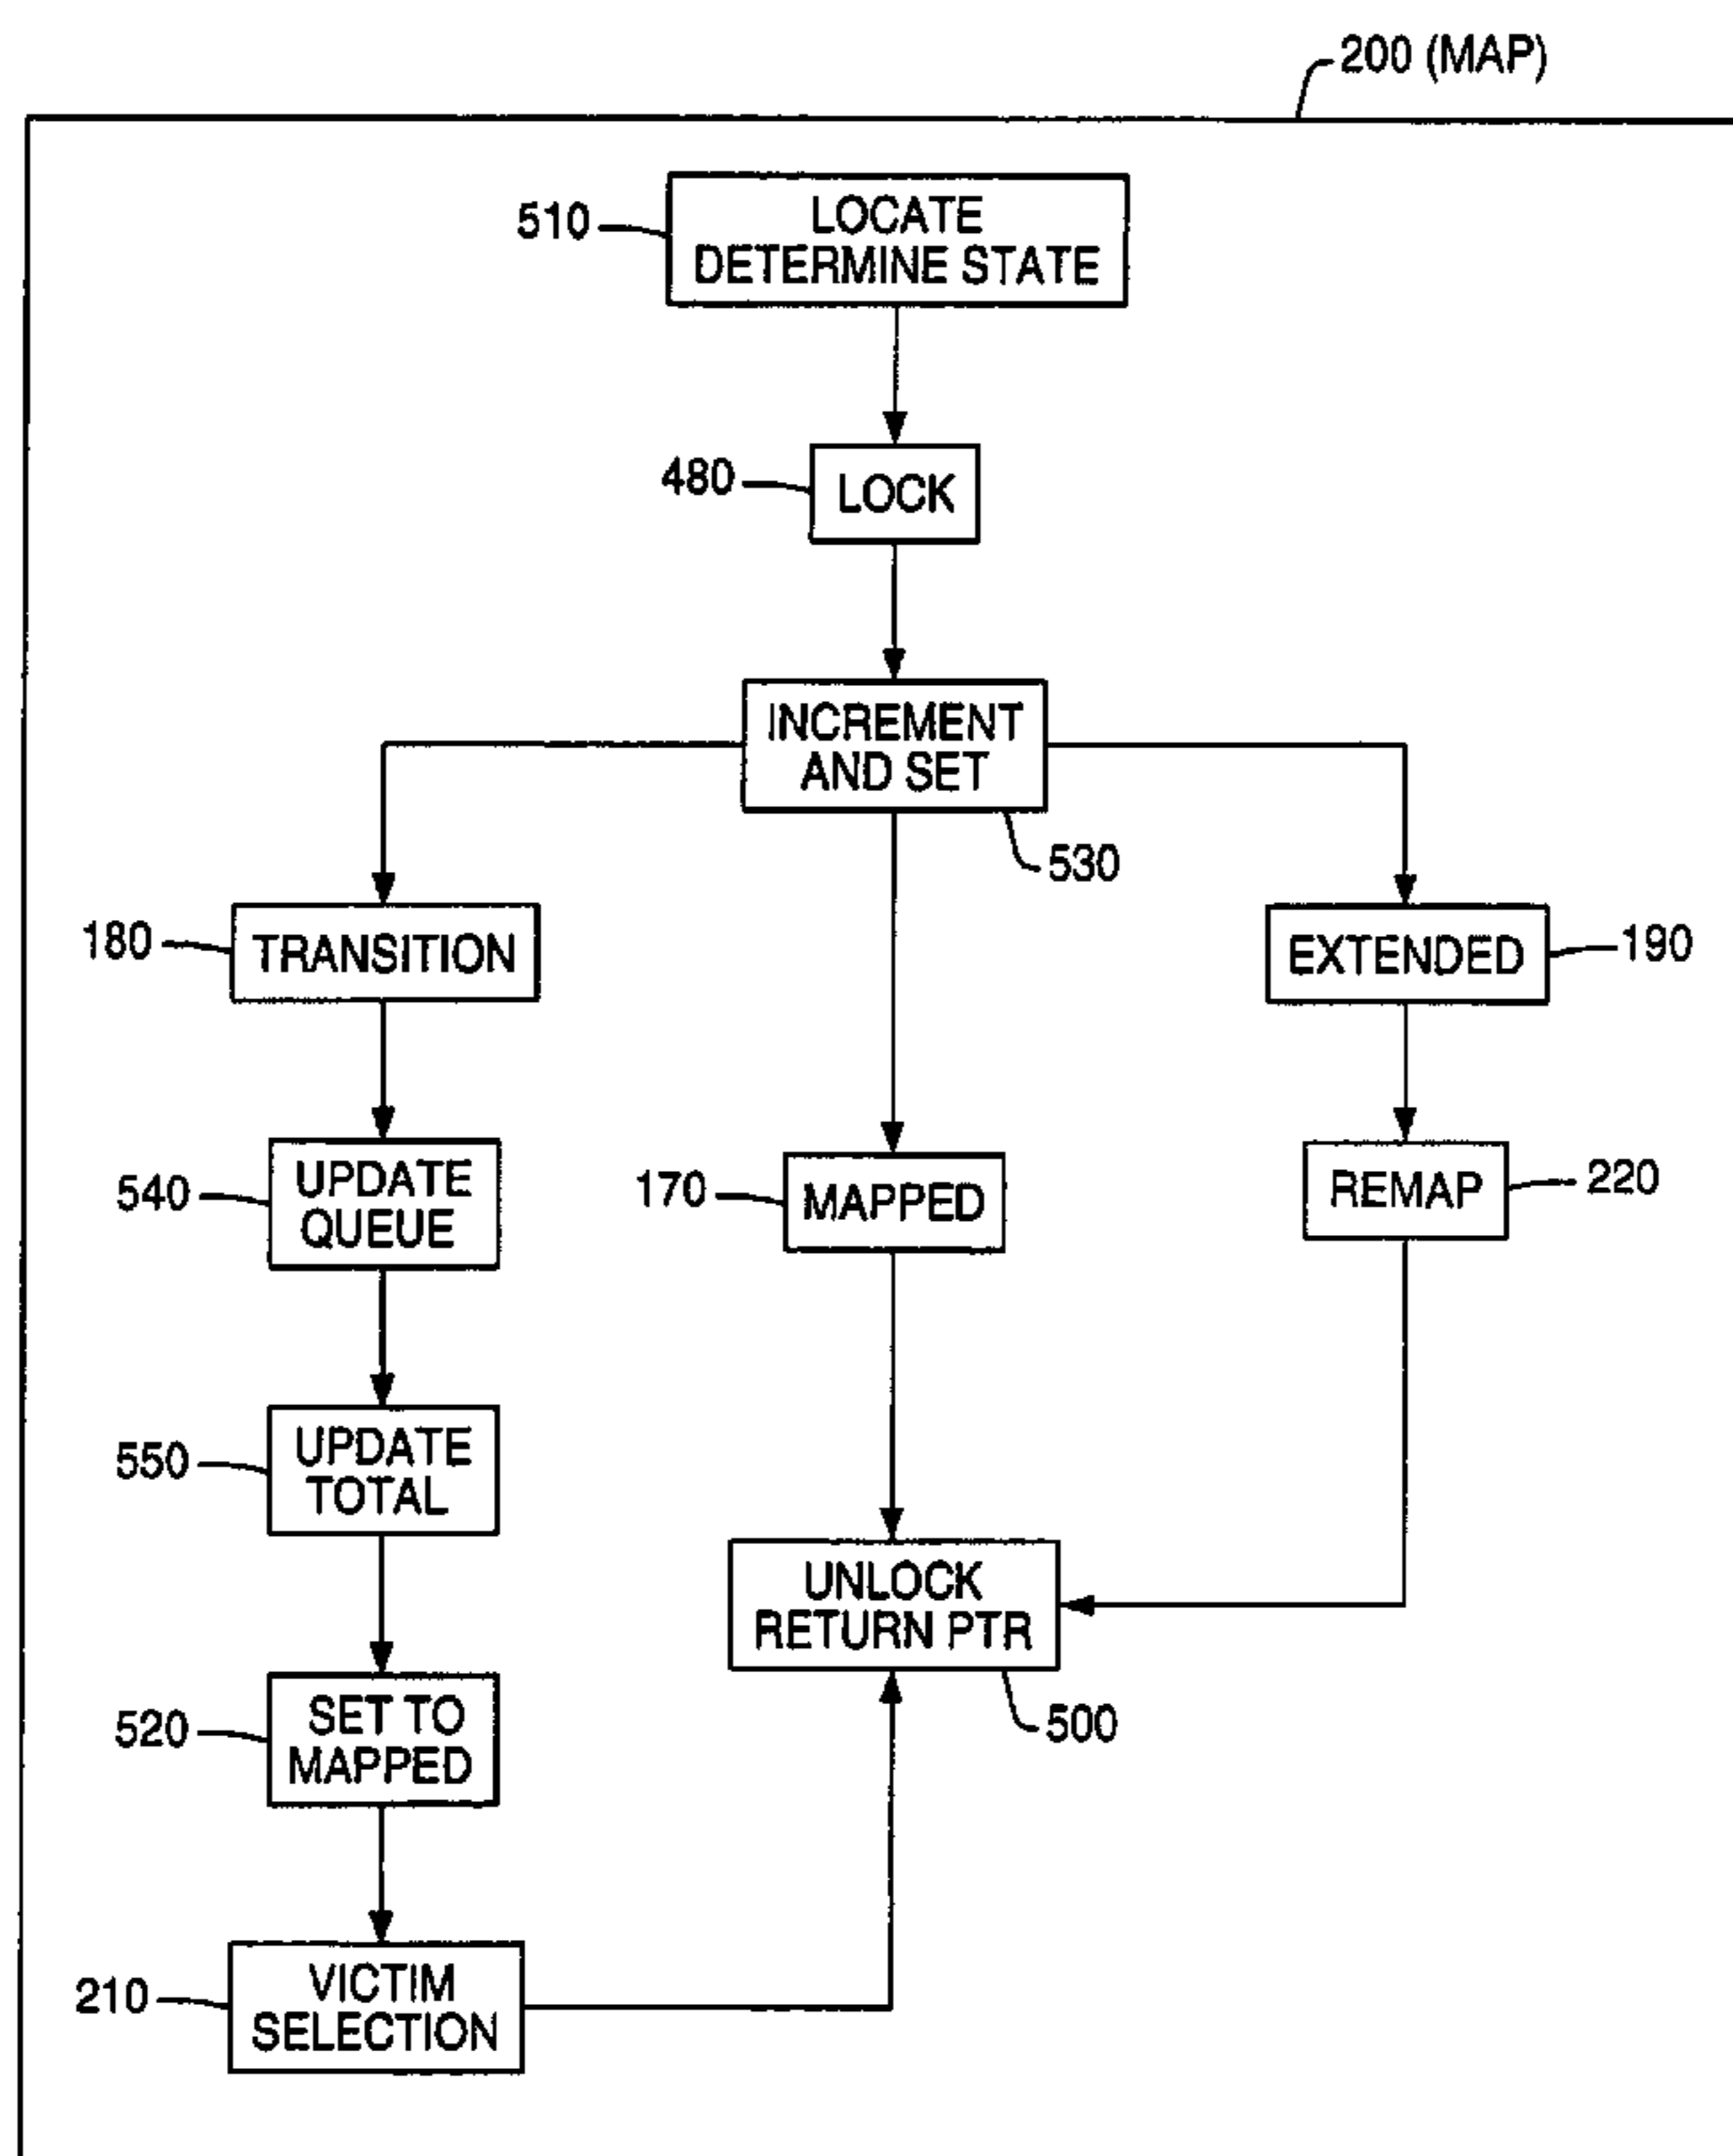 200 (MAP)
510
LOCATE
DETERMINE STATE
480
LOCK
INCREMENT
AND SET
530
180
TRANSITION
EXTENDED
190
540
UPDATE
QUEUE
170
MAPPED
REMAP
220
550
UPDATE
TOTAL
UNLOCK
RETURN PTR
500
520
SET TO
MAPPED
210
VICTIM
SELECTION